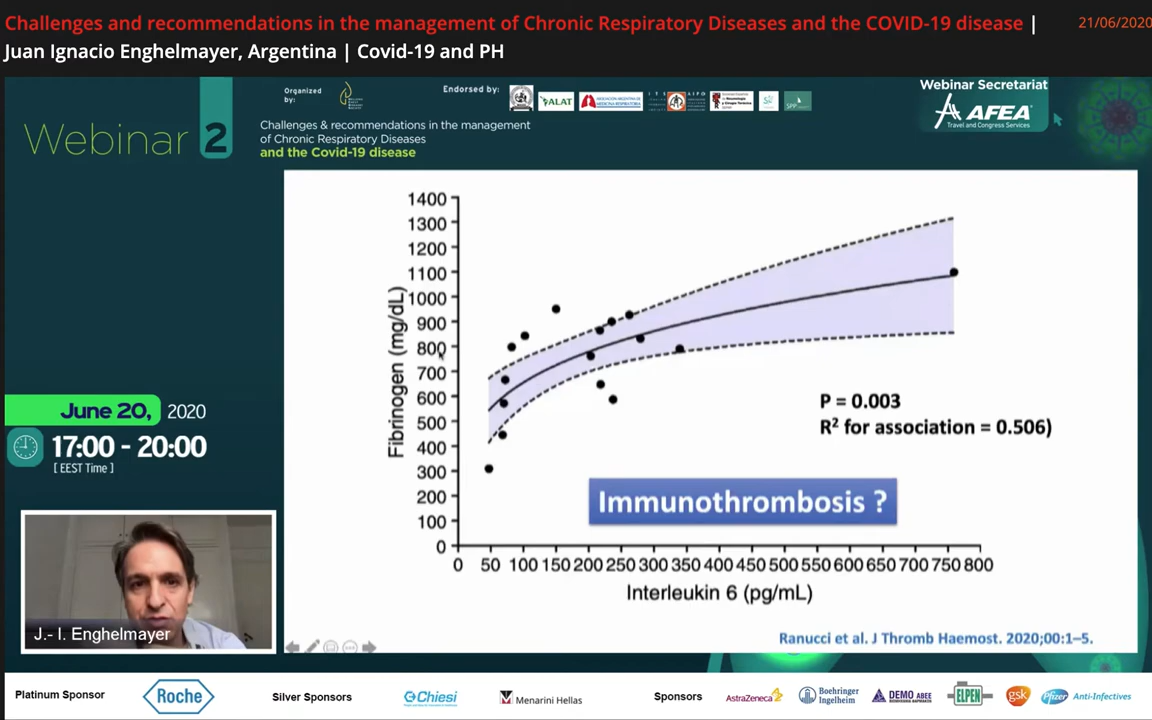 Challenges and recommendations in the management of Chronic Respiratory Diseases and the COVID-19 disease |
21/06/2020
Juan Ignacio Enghelmayer, Argentina | Covid-19 and PH
Webinar 2
Organized by:
Endorsed by:
ALAT
Challenges & recommendations in the management
of Chronic Respiratory Diseases
and the Covid-19 disease
Webinar Secretariat
AFEA
Travel and Congress Services
June 20, 2020
17:00 - 20:00
[ EEST Time ]
J.- I. Enghelmayer
Fibrinogen (mg/dL)
1400
1300
1200
1100
1000
900
800
700
600
500
400
300
200
100
0
0 50 100 150 200 250 300 350 400 450 500 550 600 650 700 750 800
Interleukin 6 (pg/mL)
P = 0.003
R² for association = 0.506)
Immunothrombosis ?
Ranucci et al. J Thromb Haemost. 2020;00:1–5.
Platinum Sponsor
Roche
Silver Sponsors
Chiesi
Menarini Hellas
Sponsors
AstraZeneca
Boehringer
Ingelheim
DEMO ABEE
ELPEN
gsk
Pfizer Anti-Infectives